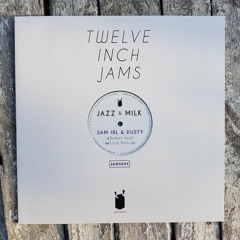 TWELVE
INCH
JAMS
JAZZ & MILK
SAM IRL & DUSTY
Broken Spell
Love Prelude